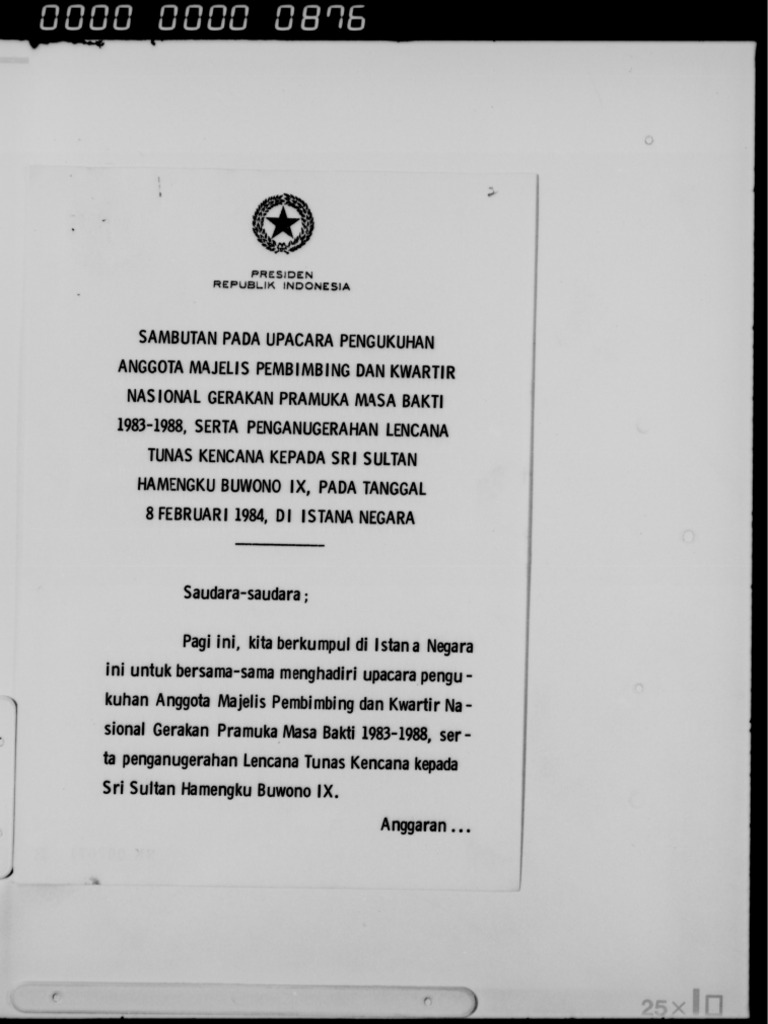 0000 0000 0876
PRESIDEN
REPUBLIK INDONESIA
SAMBUTAN PADA UPACARA PENGUKUHAN
ANGGOTA MAJELIS PEMBIMBING DAN KWARTIR
NASIONAL GERAKAN PRAMUKA MASA BAKTI
1983-1988, SERTA PENGANUGERAHAN LENCANA
TUNAS KENCANA KEPADA SRI SULTAN
HAMENGKU BUWONO IX, PADA TANGGAL
8 FEBRUARI 1984, DI ISTANA NEGARA
Saudara-saudara;
Pagi ini, kita berkumpul di Istana Negara
ini untuk bersama-sama menghadiri upacara pengu-
kuhan Anggota Majelis Pembimbing dan Kwartir Na-
sional Gerakan Pramuka Masa Bakti 1983-1988, ser-
ta penganugerahan Lencana Tunas Kencana kepada
Sri Sultan Hamengku Buwono IX.
Anggaran...
25x